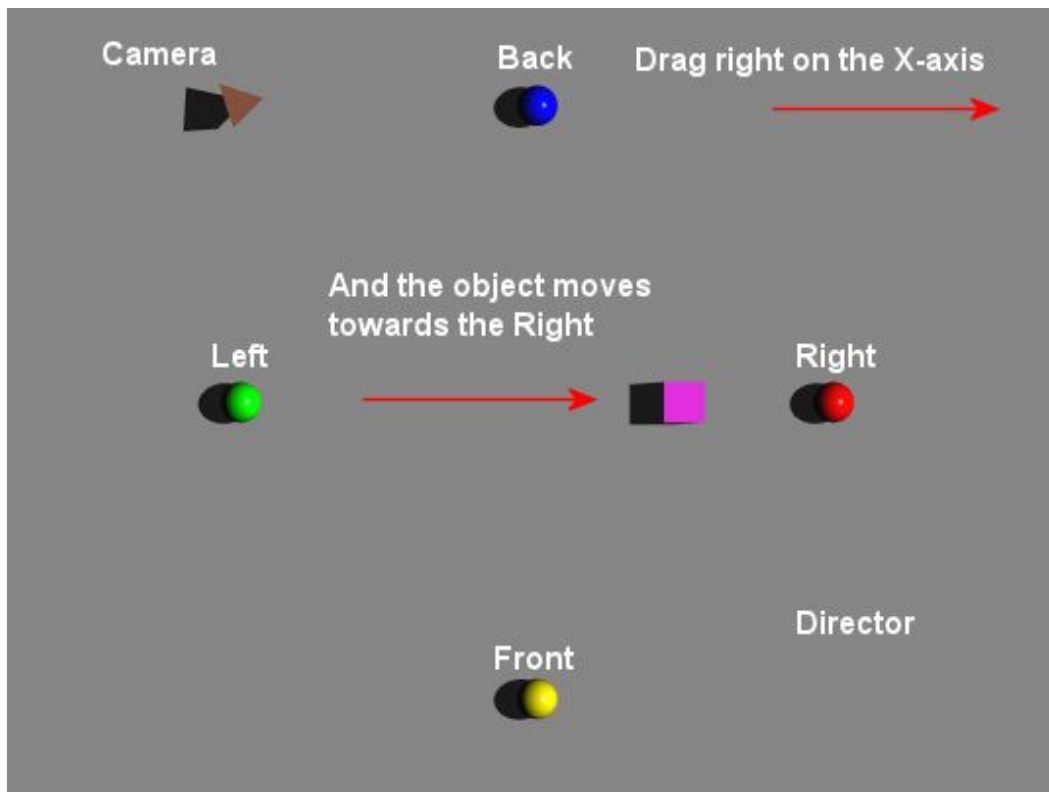 Camera
Back
Drag right on the X-axis
And the object moves
towards the Right
Left
Right
Director
Front